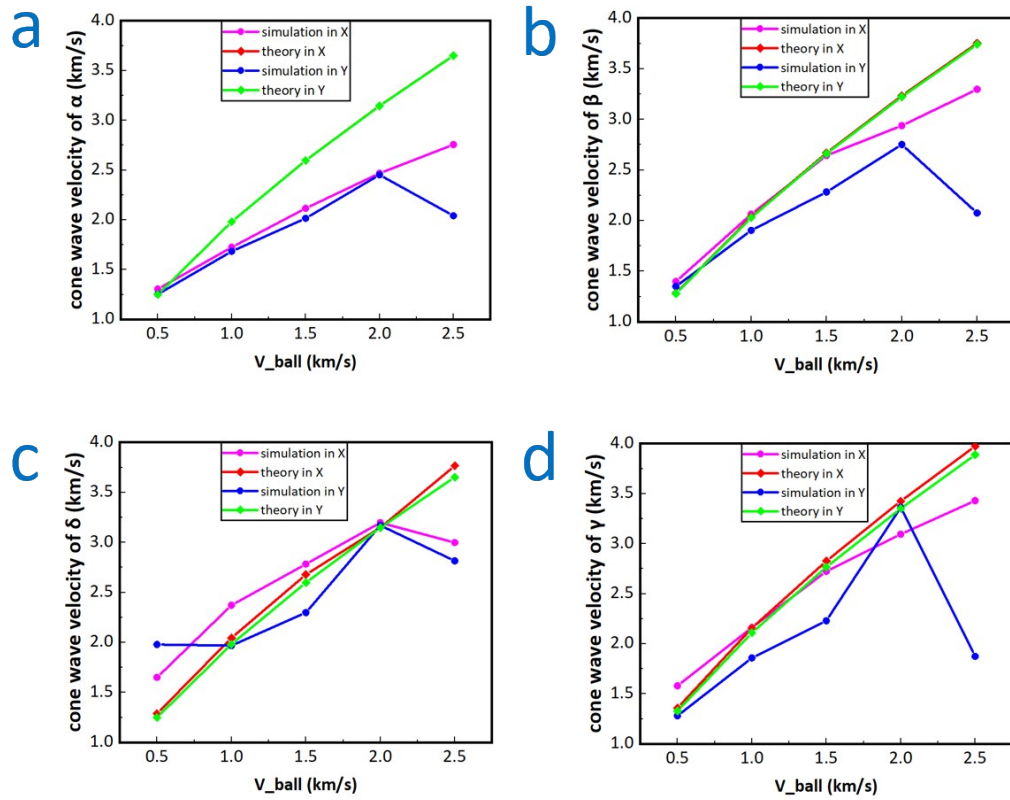 a
simulation in X
theory in X
simulation in Y
theory in Y
cone wave velocity of α (km/s)
4.0
3.5
3.0
2.5
2.0
1.5
1.0
0.5 1.0 1.5 2.0 2.5
V_ball (km/s)
b
simulation in X
theory in X
simulation in Y
theory in Y
cone wave velocity of β (km/s)
4.0
3.5
3.0
2.5
2.0
1.5
1.0
0.5 1.0 1.5 2.0 2.5
V_ball (km/s)
c
simulation in X
theory in X
simulation in Y
theory in Y
cone wave velocity of δ (km/s)
4.0
3.5
3.0
2.5
2.0
1.5
1.0
0.5 1.0 1.5 2.0 2.5
V_ball (km/s)
d
simulation in X
theory in X
simulation in Y
theory in Y
cone wave velocity of γ (km/s)
4.0
3.5
3.0
2.5
2.0
1.5
1.0
0.5 1.0 1.5 2.0 2.5
V_ball (km/s)